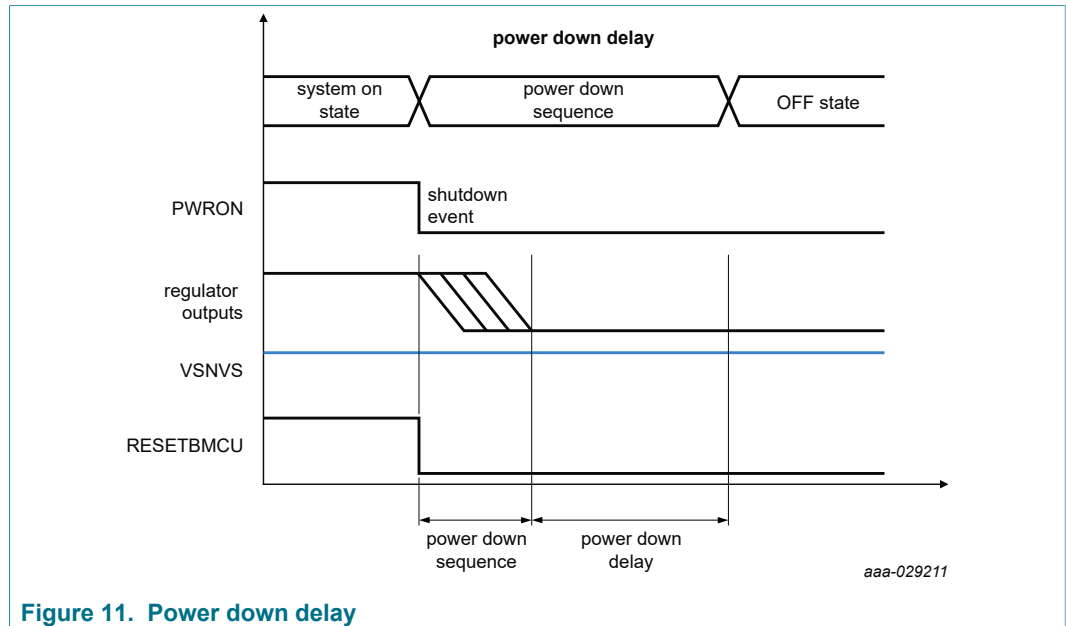 power down delay
system on
state
power down
sequence
OFF state
PWRON
shutdown
event
regulator
outputs
VSNVS
RESETBMCU
power down
sequence
power down
delay
aaa-029211
Figure 11. Power down delay